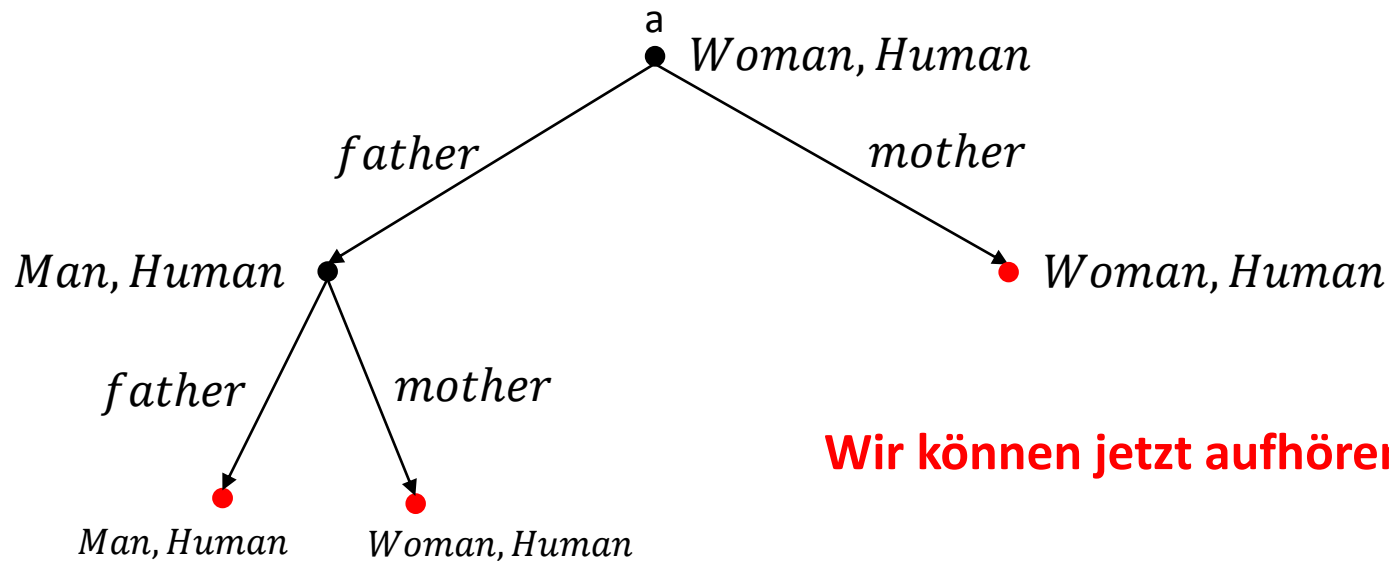 a
Woman, Human
father
mother
Man, Human
Woman, Human
father
mother
Wir können jetzt aufhören
Man, Human
Woman, Human